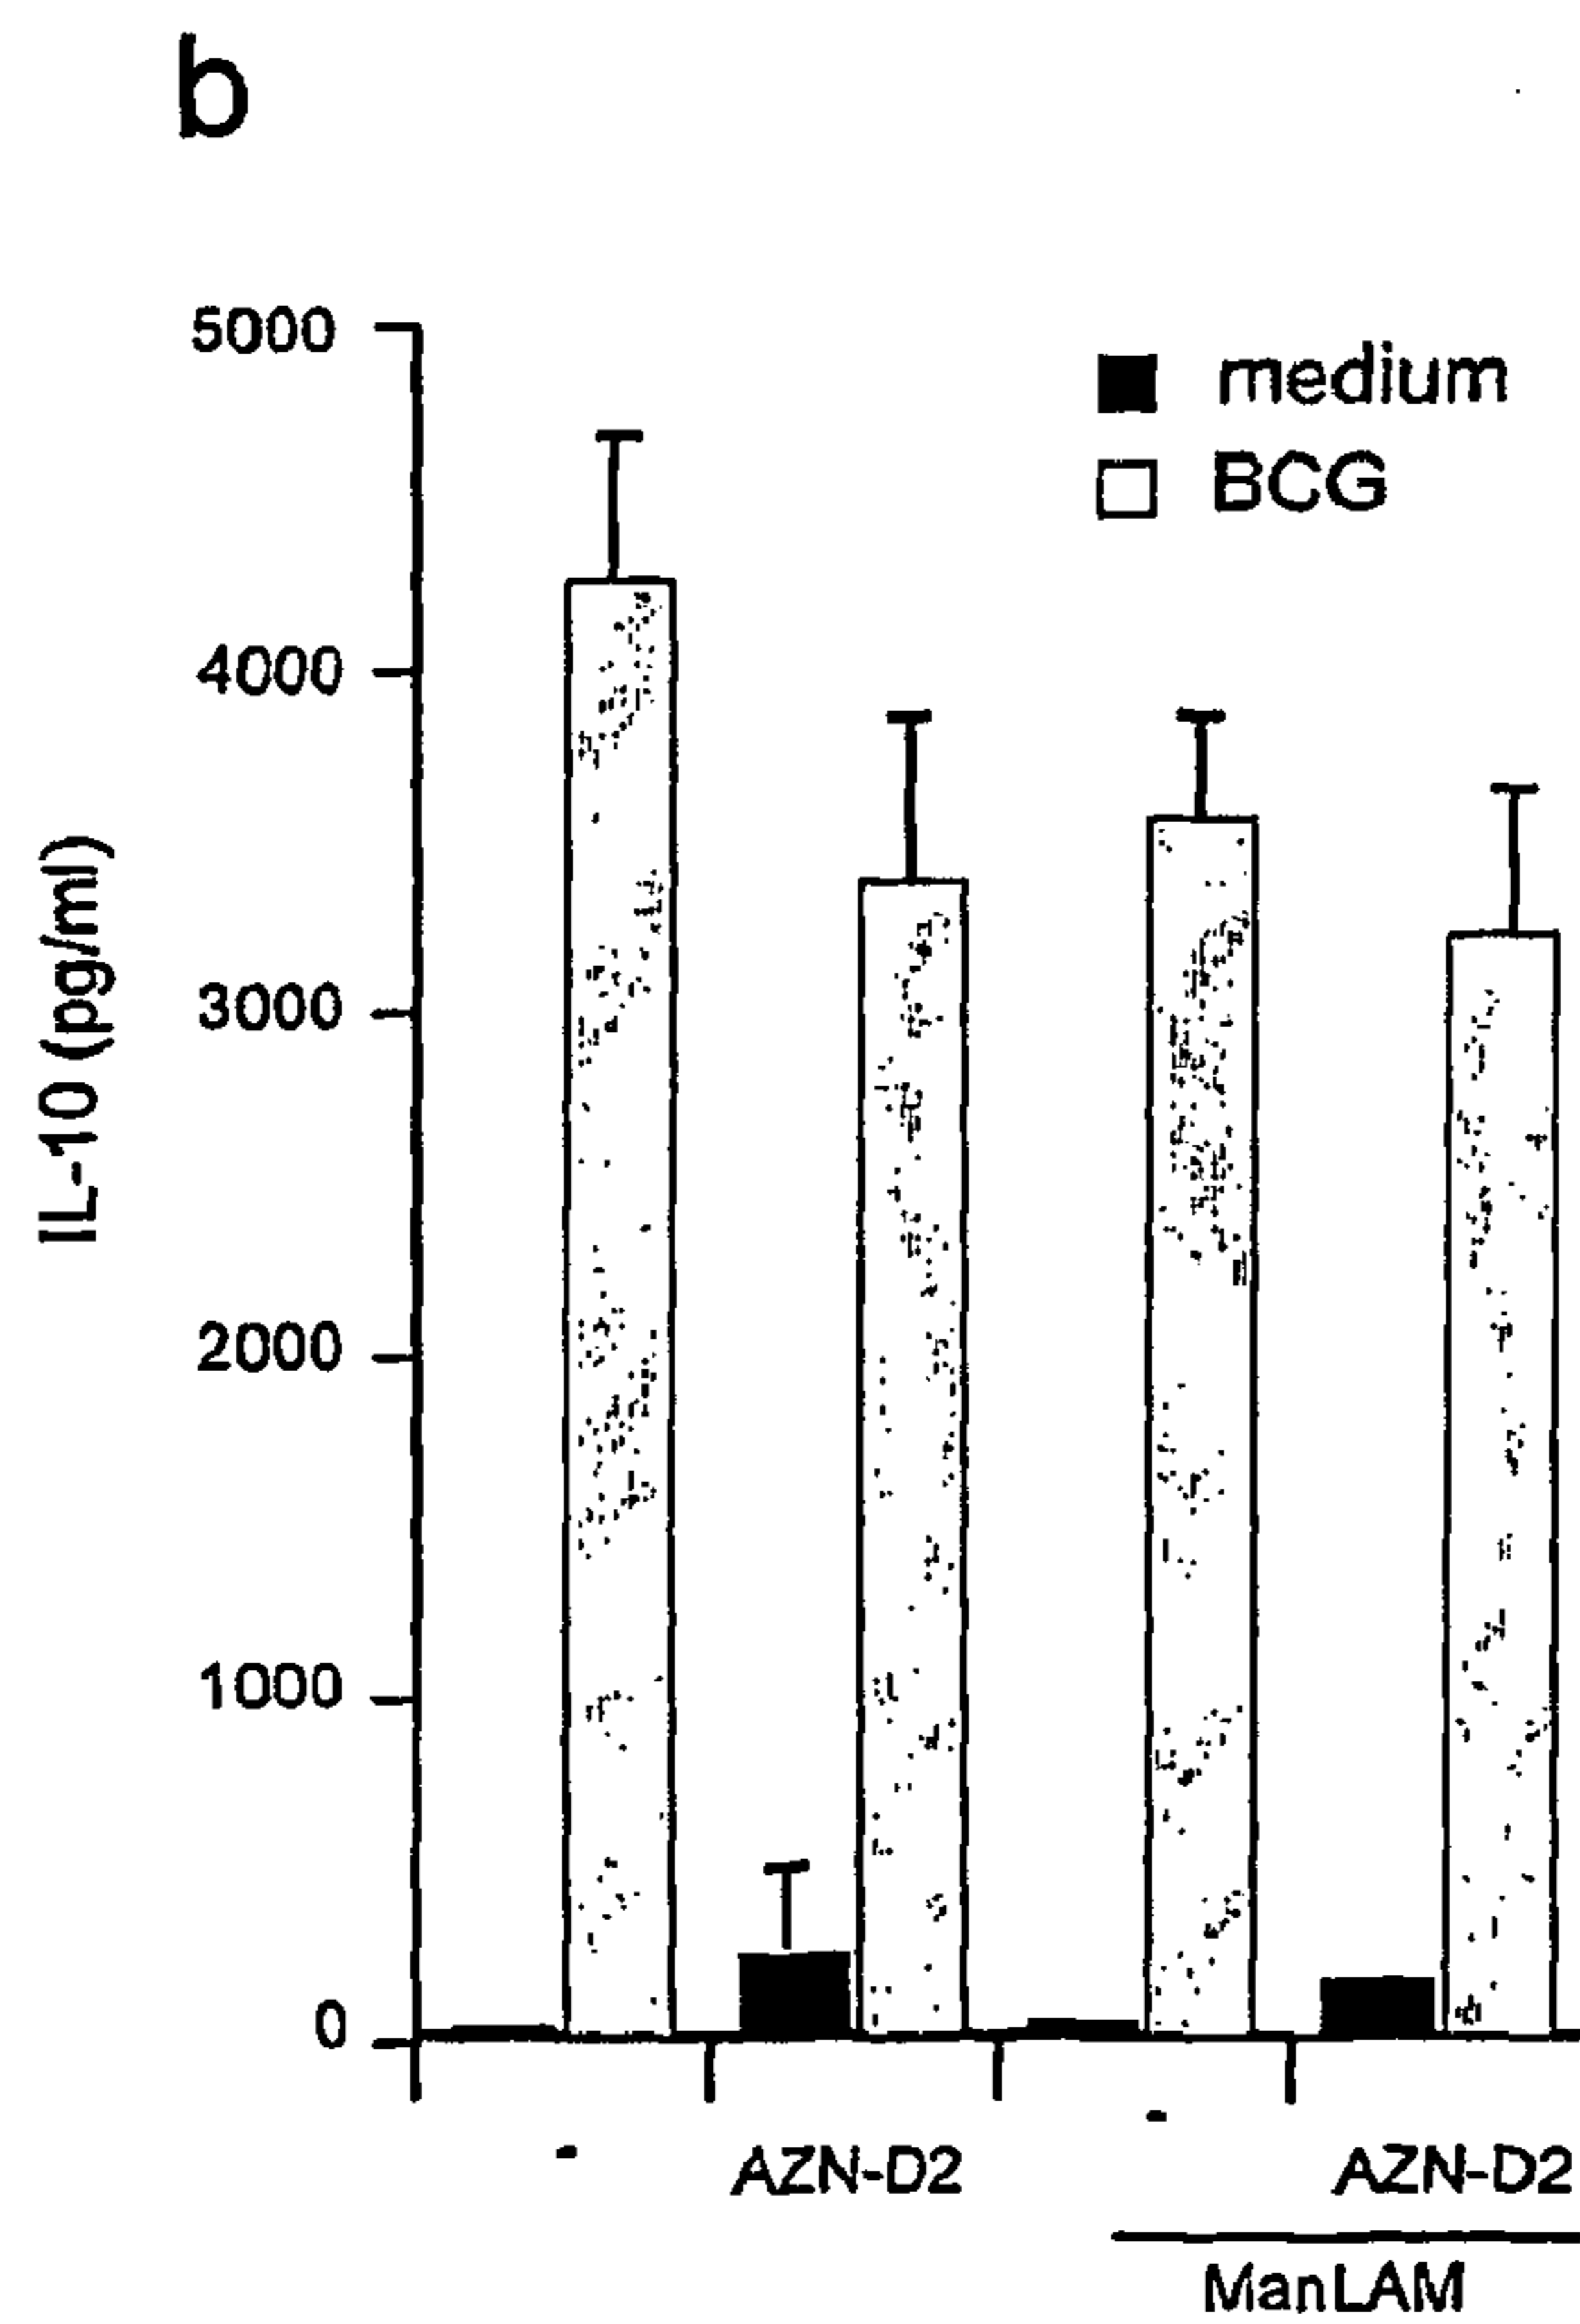 b
5000
4000
3000
2000
1000
0
IL-10 (pg/ml)
medium
BCG
- AZN-D2 - AZN-D2
ManLAM